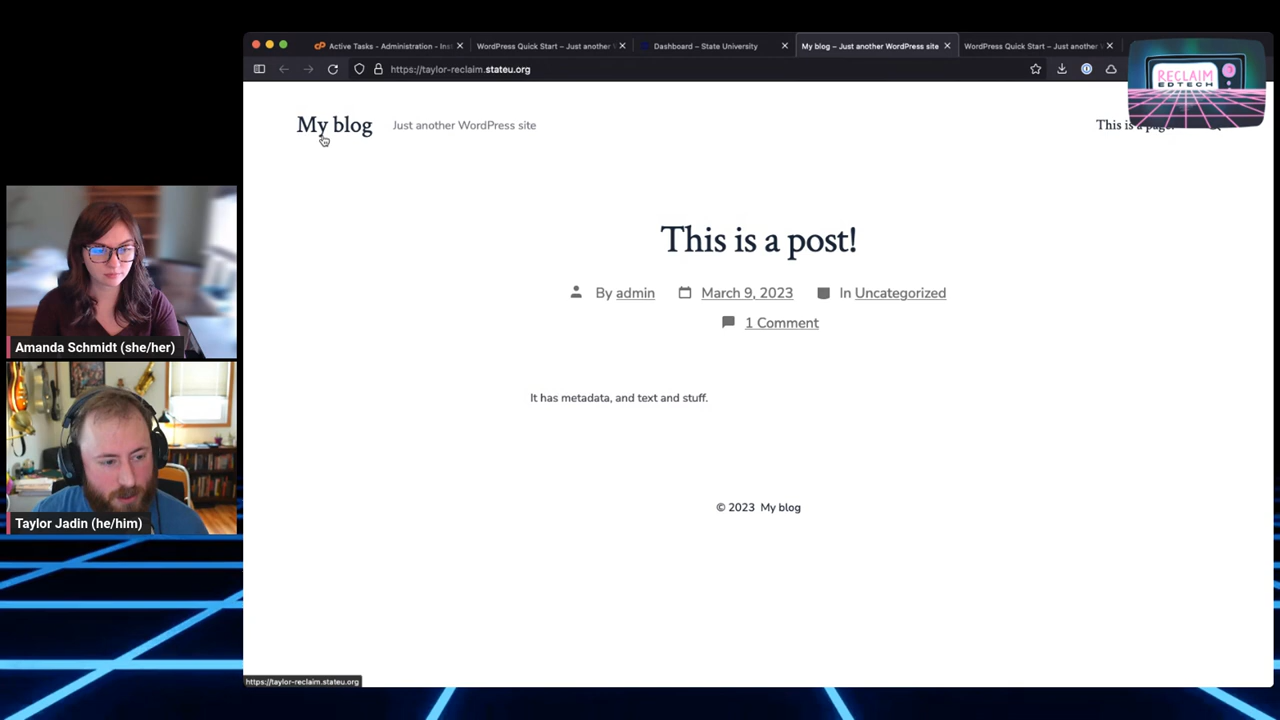 Active Tasks - Administration - Ins
WordPress Quick Start – Just another
Dashboard – State University
My blog – Just another WordPress site
WordPress Quick Start – Just another
https://taylor-reclaim.stateu.org
RECLAIM
EDTECH
My blog
Just another WordPress site
This is a page.
This is a post!
By admin
March 9, 2023
In Uncategorized
1 Comment
It has metadata, and text and stuff.
© 2023 My blog
https://taylor-reclaim.stateu.org
Amanda Schmidt (she/her)
Taylor Jadin (he/him)